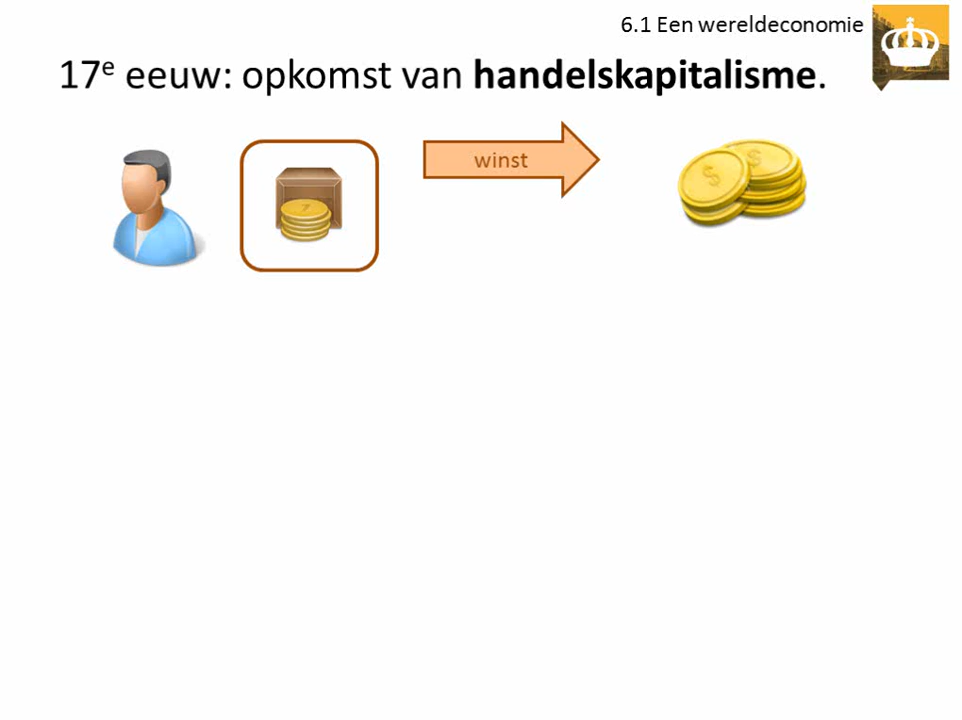 6.1 Een wereldeconomie
17e eeuw: opkomst van handelskapitalisme.
winst